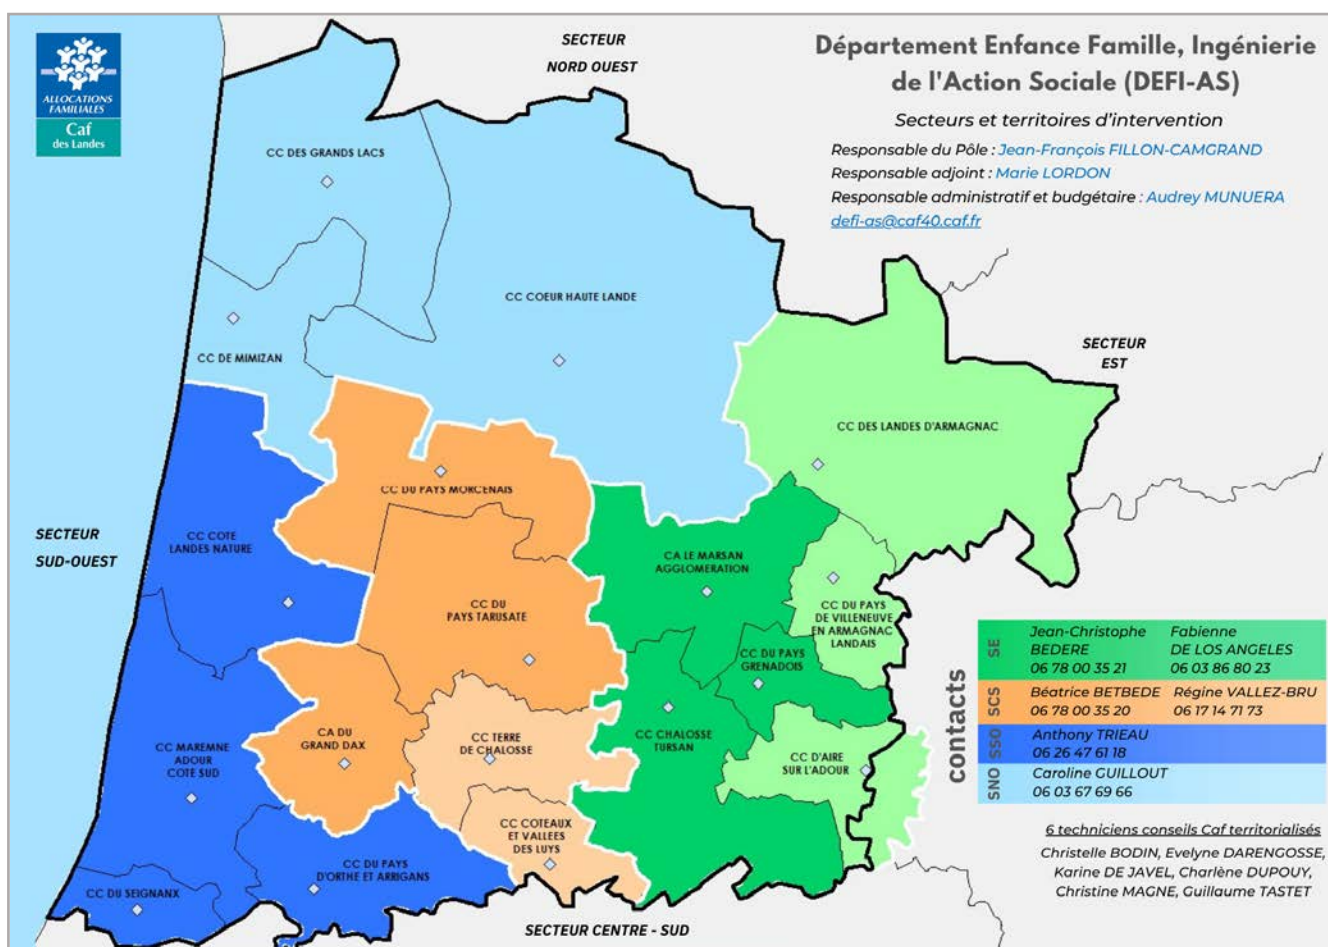 ALLOCATIONS
FAMILIALES
Caf
des Landes
SECTEUR
NORD OUEST
Département Enfance Famille, Ingénierie
de l'Action Sociale (DEFI-AS)
Secteurs et territoires d'intervention
Responsable du Pôle : Jean-François FILLON-CAMGRAND
Responsable adjoint : Marie LORDON
Responsable administratif et budgétaire : Audrey MUNUERA
defi-as@caf40.caf.fr
CC DES GRANDS LACS
CC COEUR HAUTE LANDE
CC DE MIMIZAN
SECTEUR
EST
CC DES LANDES D'ARMAGNAC
CC DU PAYS MORCENAIS
SECTEUR
SUD-OUEST
CC COTE
LANDES NATURE
CA LE MARSAN
AGGLOMERATION
CC DU
PAYS TARUSATE
CC DU PAYS
DE VILLENEUVE
EN ARMAGNAC
LANDAIS
CC DU PAYS
GRENADOIS
CC MAREMNE
ADOUR
COTE SUD
CA DU
GRAND DAX
CC TERRE
DE CHALOSSE
CC CHALOSSE
TURSAN
CC D'AIRE
SUR L'ADOUR
CC COTEAUX
ET VALLEES
DES LUYS
CC DU PAYS
D'ORTHE ET ARRIGANS
CC DU SEIGNANX
SECTEUR CENTRE - SUD
contacts
SE
Jean-Christophe
BEDERE
06 78 00 35 21
Fabienne
DE LOS ANGELES
06 03 86 80 23
SCS
Béatrice BETBEDE
06 78 00 35 20
Régine VALLEZ-BRU
06 17 14 71 73
SSO
Anthony TRIEAU
06 26 47 61 18
SNO
Caroline GUILLOUT
06 03 67 69 66
6 techniciens conseils Caf territorialisés
Christelle BODIN, Evelyne DARENGOSSE,
Karine DE JAVEL, Charlène DUPOUY,
Christine MAGNE, Guillaume TASTET